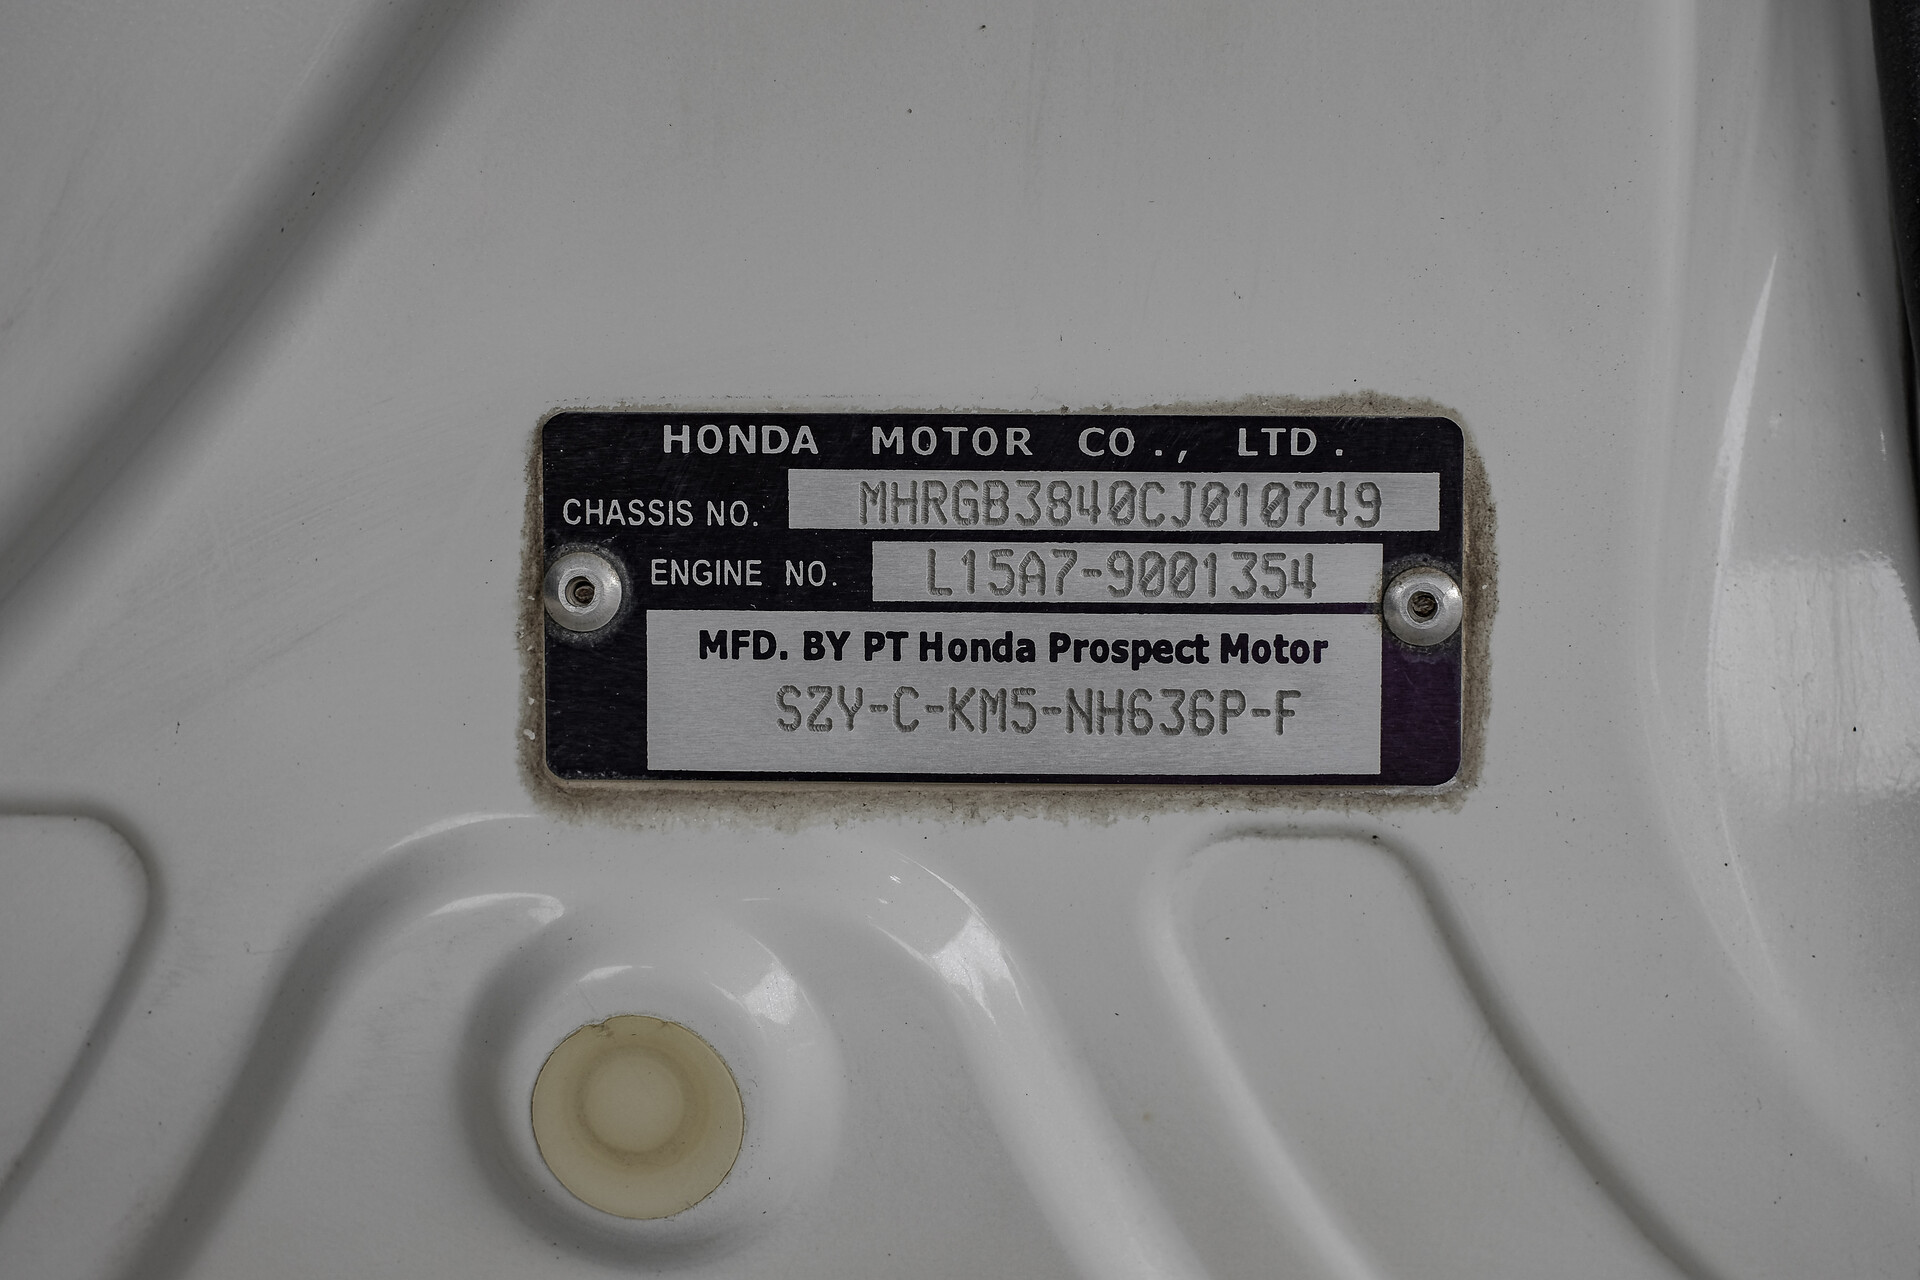 HONDA MOTOR CO., LTD.
CHASSIS NO. MHRGB3840CJ010749
ENGINE NO. L15A7-9001354
MFD. BY PT Honda Prospect Motor
SZY-C-KM5-NH636P-F